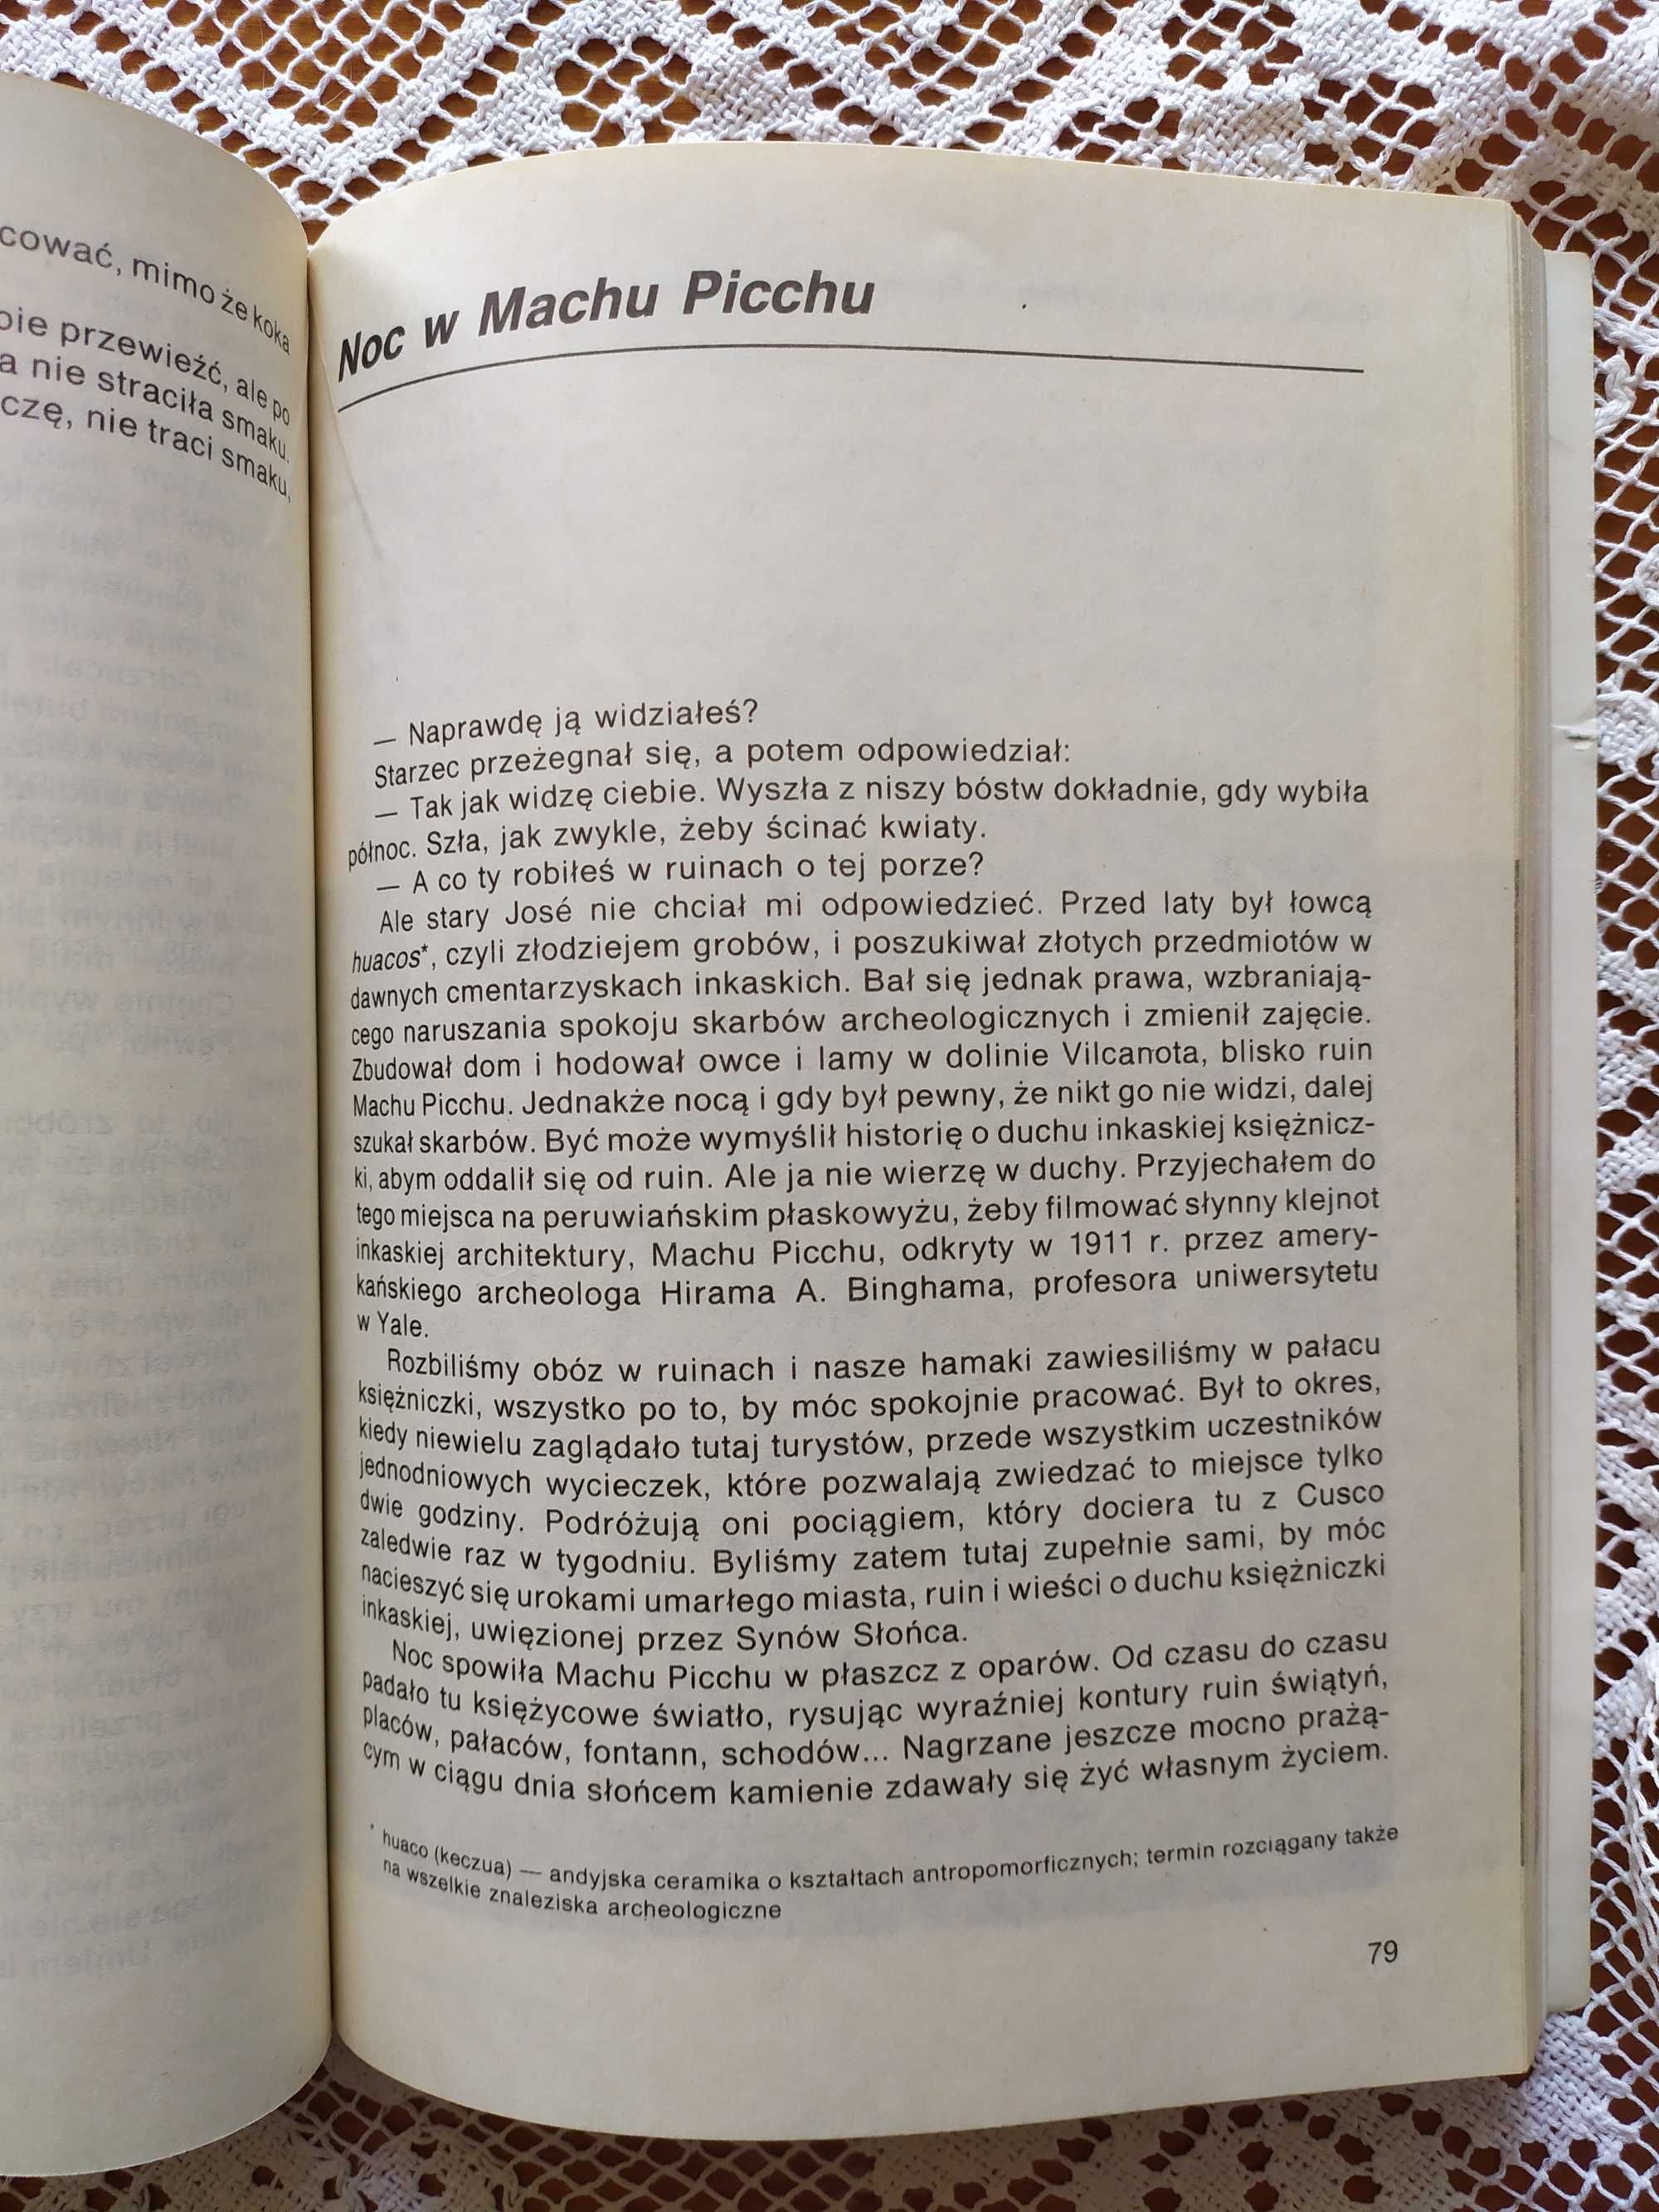 cować, mimo że koka
przewieźć, ale po
a nie straciła smaku.
czę, nie traci smaku,
Noc w Machu Picchu
— Naprawdę ją widziałeś?
Starzec przeżegnał się, a potem odpowiedział:
— Tak jak widzę ciebie. Wyszła z niszy bóstw dokładnie, gdy wybiła
północ. Szła, jak zwykle, żeby ścinać kwiaty.
— A co ty robiłeś w ruinach o tej porze?
Ale stary José nie chciał mi odpowiedzieć. Przed laty był łowcą
huacos*, czyli złodziejem grobów, i poszukiwał złotych przedmiotów w
dawnych cmentarzyskach inkaskich. Bał się jednak prawa, wzbraniają-
cego naruszania spokoju skarbów archeologicznych i zmienił zajęcie.
Zbudował dom i hodował owce i lamy w dolinie Vilcanota, blisko ruin
Machu Picchu. Jednakże nocą i gdy był pewny, że nikt go nie widzi, dalej
szukał skarbów. Być może wymyślił historię o duchu inkaskiej księżnicz-
ki, abym oddalił się od ruin. Ale ja nie wierzę w duchy. Przyjechałem do
tego miejsca na peruwiańskim płaskowyżu, żeby filmować słynny klejnot
inkaskiej architektury, Machu Picchu, odkryty w 1911 r. przez amery-
kańskiego archeologa Hirama A. Binghama, profesora uniwersytetu
w Yale.
Rozbiliśmy obóz w ruinach i nasze hamaki zawiesiliśmy w pałacu
księżniczki, wszystko po to, by móc spokojnie pracować. Był to okres,
kiedy niewielu zaglądało tutaj turystów, przede wszystkim uczestników
jednodniowych wycieczek, które pozwalają zwiedzać to miejsce tylko
dwie godziny. Podróżują oni pociągiem, który dociera tu z Cusco
zaledwie raz w tygodniu. Byliśmy zatem tutaj zupełnie sami, by móc
nacieszyć się urokami umarłego miasta, ruin i wieści o duchu księżniczki
inkaskiej, uwięzionej przez Synów Słońca.
Noc spowiła Machu Picchu w płaszcz z oparów. Od czasu do czasu
padało tu księżycowe światło, rysując wyraźniej kontury ruin świątyń,
placów, pałaców, fontann, schodów... Nagrzane jeszcze mocno prażą-
cym w ciągu dnia słońcem kamienie zdawały się żyć własnym życiem.
* huaco (keczua) — andyjska ceramika o kształtach antropomorficznych; termin rozciągany także
na wszelkie znaleziska archeologiczne
79